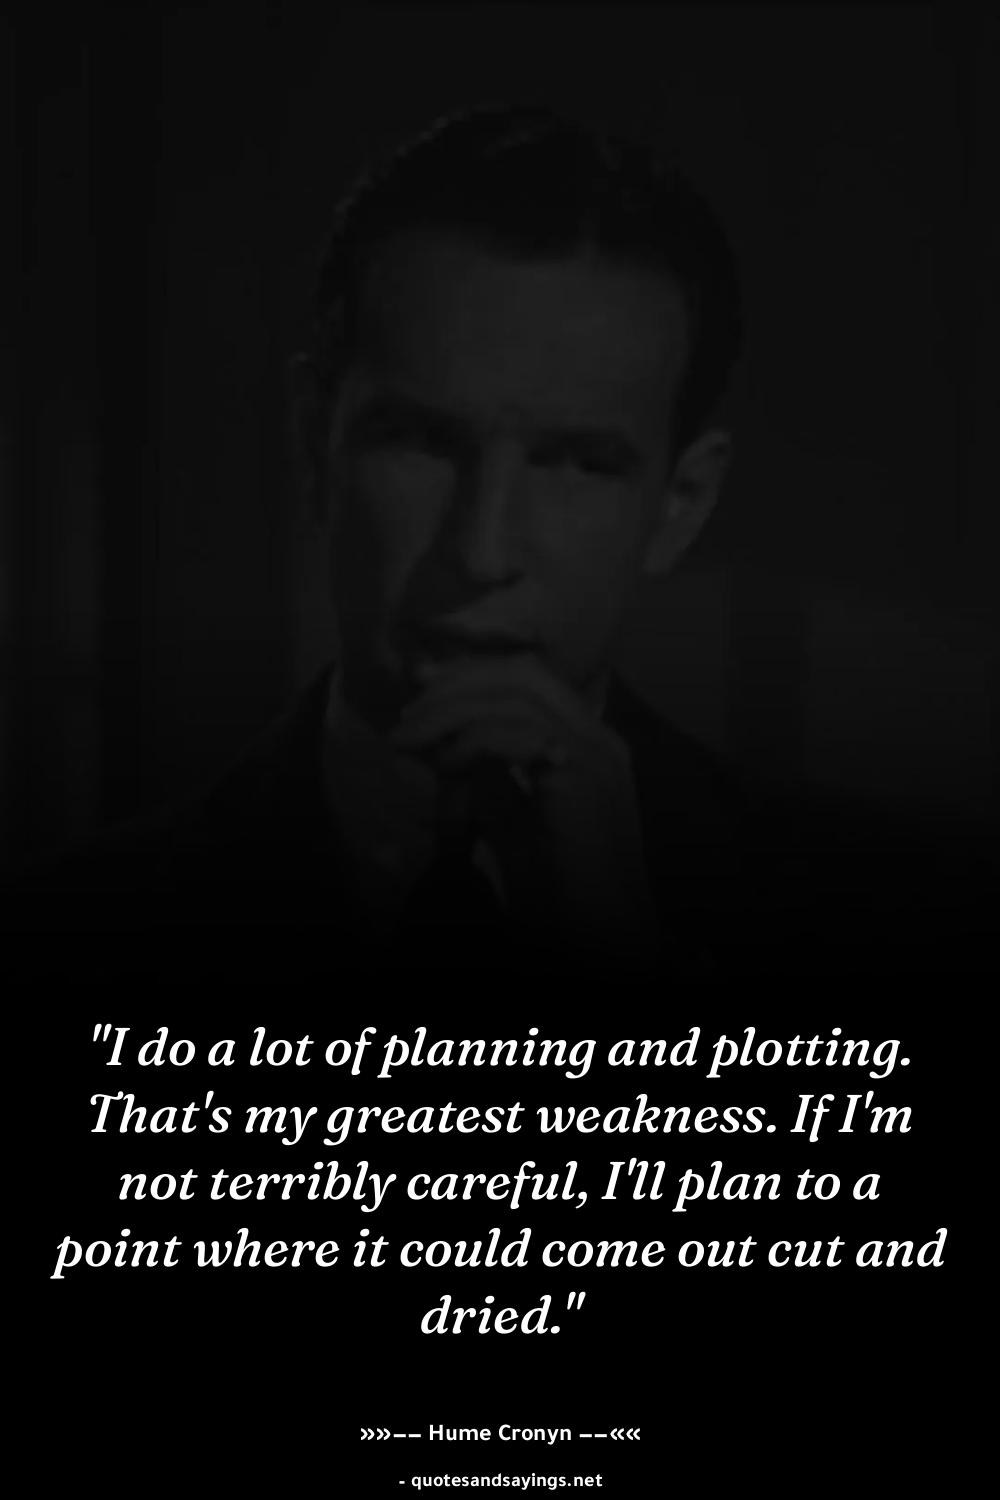 "I do a lot of planning and plotting.
That's my greatest weakness. If I'm
not terribly careful, I'll plan to a
point where it could come out cut and
dried."
»»−− Hume Cronyn −−««
- quotesandsayings.net